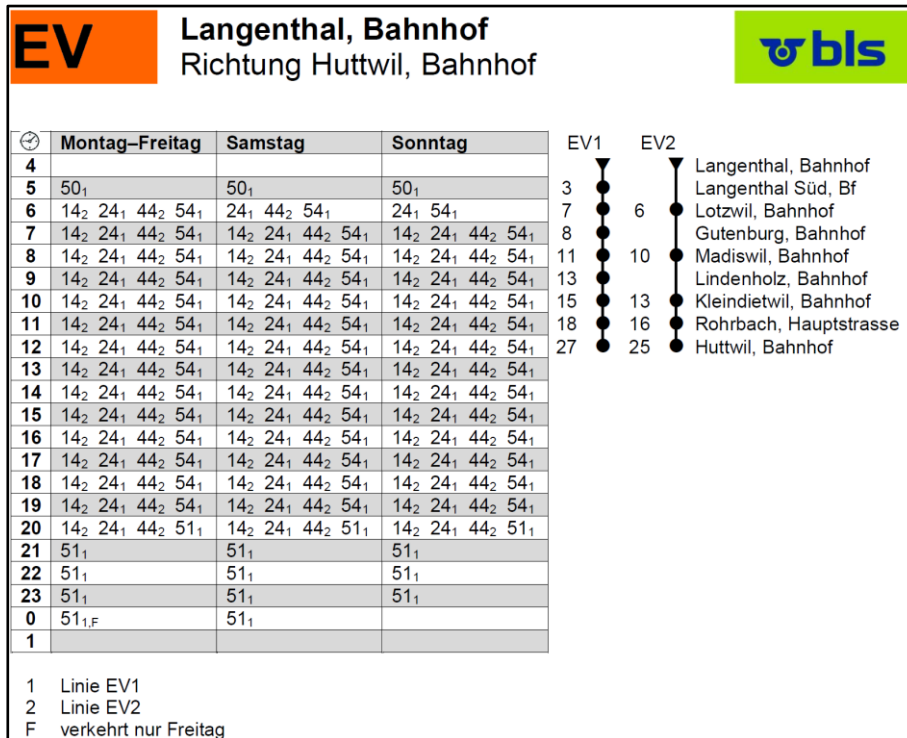 EV
Langenthal, Bahnhof
Richtung Huttwil, Bahnhof
bls
Montag–Freitag Samstag Sonntag
4
5 50₁ 50₁ 50₁
6 14₂ 24₁ 44₂ 54₁ 24₁ 44₂ 54₁ 24₁ 54₁
7 14₂ 24₁ 44₂ 54₁ 14₂ 24₁ 44₂ 54₁ 14₂ 24₁ 44₂ 54₁
8 14₂ 24₁ 44₂ 54₁ 14₂ 24₁ 44₂ 54₁ 14₂ 24₁ 44₂ 54₁
9 14₂ 24₁ 44₂ 54₁ 14₂ 24₁ 44₂ 54₁ 14₂ 24₁ 44₂ 54₁
10 14₂ 24₁ 44₂ 54₁ 14₂ 24₁ 44₂ 54₁ 14₂ 24₁ 44₂ 54₁
11 14₂ 24₁ 44₂ 54₁ 14₂ 24₁ 44₂ 54₁ 14₂ 24₁ 44₂ 54₁
12 14₂ 24₁ 44₂ 54₁ 14₂ 24₁ 44₂ 54₁ 14₂ 24₁ 44₂ 54₁
13 14₂ 24₁ 44₂ 54₁ 14₂ 24₁ 44₂ 54₁ 14₂ 24₁ 44₂ 54₁
14 14₂ 24₁ 44₂ 54₁ 14₂ 24₁ 44₂ 54₁ 14₂ 24₁ 44₂ 54₁
15 14₂ 24₁ 44₂ 54₁ 14₂ 24₁ 44₂ 54₁ 14₂ 24₁ 44₂ 54₁
16 14₂ 24₁ 44₂ 54₁ 14₂ 24₁ 44₂ 54₁ 14₂ 24₁ 44₂ 54₁
17 14₂ 24₁ 44₂ 54₁ 14₂ 24₁ 44₂ 54₁ 14₂ 24₁ 44₂ 54₁
18 14₂ 24₁ 44₂ 54₁ 14₂ 24₁ 44₂ 54₁ 14₂ 24₁ 44₂ 54₁
19 14₂ 24₁ 44₂ 54₁ 14₂ 24₁ 44₂ 54₁ 14₂ 24₁ 44₂ 54₁
20 14₂ 24₁ 44₂ 51₁ 14₂ 24₁ 44₂ 51₁ 14₂ 24₁ 44₂ 51₁
21 51₁ 51₁ 51₁
22 51₁ 51₁ 51₁
23 51₁ 51₁ 51₁
0 51₁,F 51₁
1
EV1 EV2
Langenthal, Bahnhof
3 Langenthal Süd, Bf
7 6 Lotzwil, Bahnhof
8 Gutenburg, Bahnhof
11 10 Madiswil, Bahnhof
13 Lindenholz, Bahnhof
15 13 Kleindietwil, Bahnhof
18 16 Rohrbach, Hauptstrasse
27 25 Huttwil, Bahnhof
1 Linie EV1
2 Linie EV2
F verkehrt nur Freitag